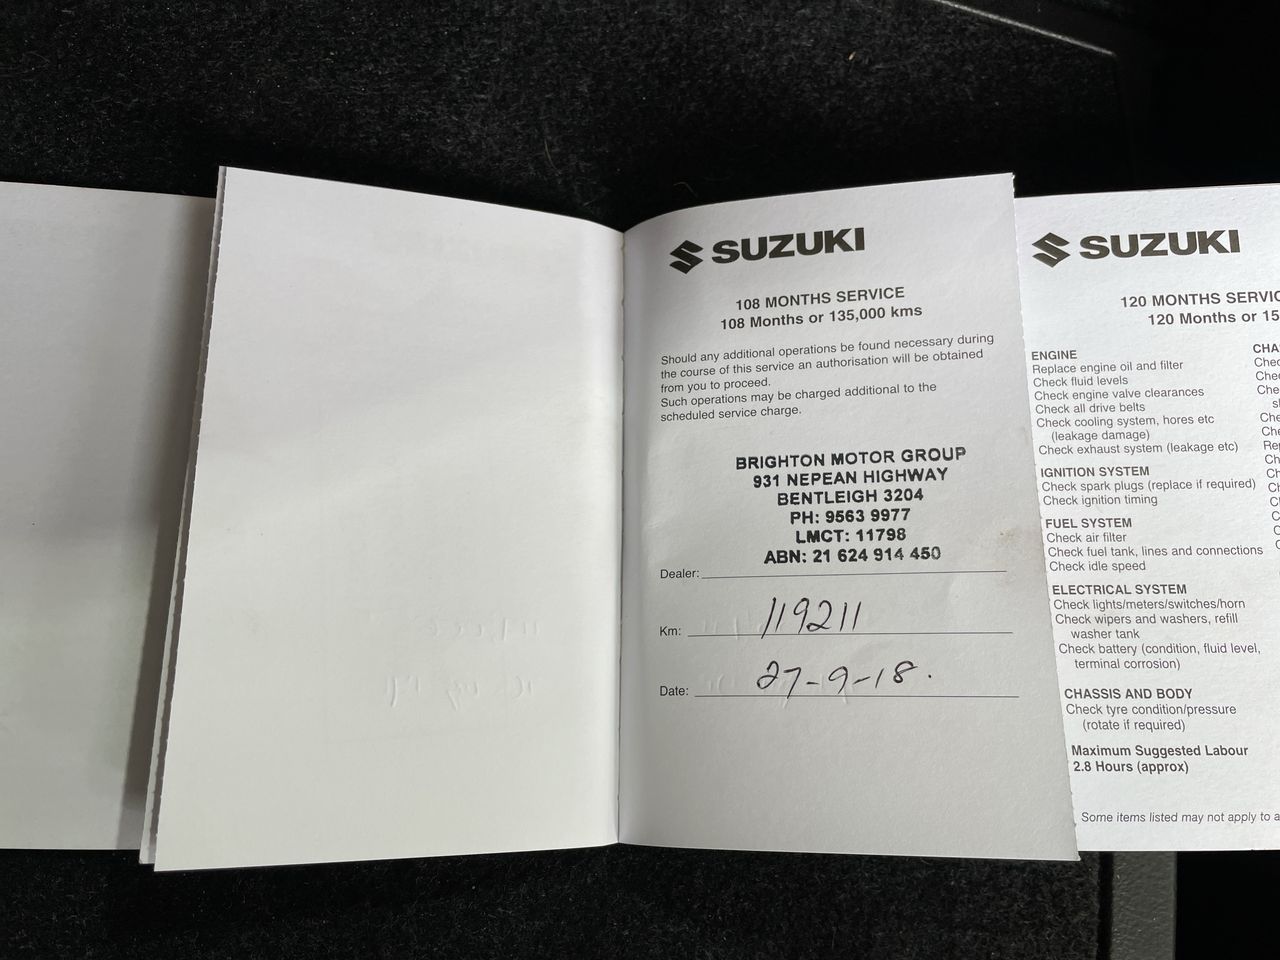 SUZUKI
108 MONTHS SERVICE
108 Months or 135,000 kms
Should any additional operations be found necessary during
the course of this service an authorisation will be obtained
from you to proceed.
Such operations may be charged additional to the
scheduled service charge.
BRIGHTON MOTOR GROUP
931 NEPEAN HIGHWAY
BENTLEIGH 3204
PH: 9563 9977
LMCT: 11798
ABN: 21 624 914 450
Dealer:
Km: 119211
Date: 27-9-18.
SUZUKI
120 MONTHS
120 Months or
ENGINE
Replace engine oil and filter
Check fluid levels
Check engine valve clearances
Check all drive belts
Check cooling system, hores etc
(leakage damage)
Check exhaust system (leakage etc)
IGNITION SYSTEM
Check spark plugs (replace if required)
Check ignition timing
FUEL SYSTEM
Check air filter
Check fuel tank, lines and connections
Check idle speed
ELECTRICAL SYSTEM
Check lights/meters/switches/horn
Check wipers and washers, refill
washer tank
Check battery (condition, fluid level,
terminal corrosion)
CHASSIS AND BODY
Check tyre condition/pressure
(rotate if required)
Maximum Suggested Labour
2.8 Hours (approx)
Some items listed may not apply to